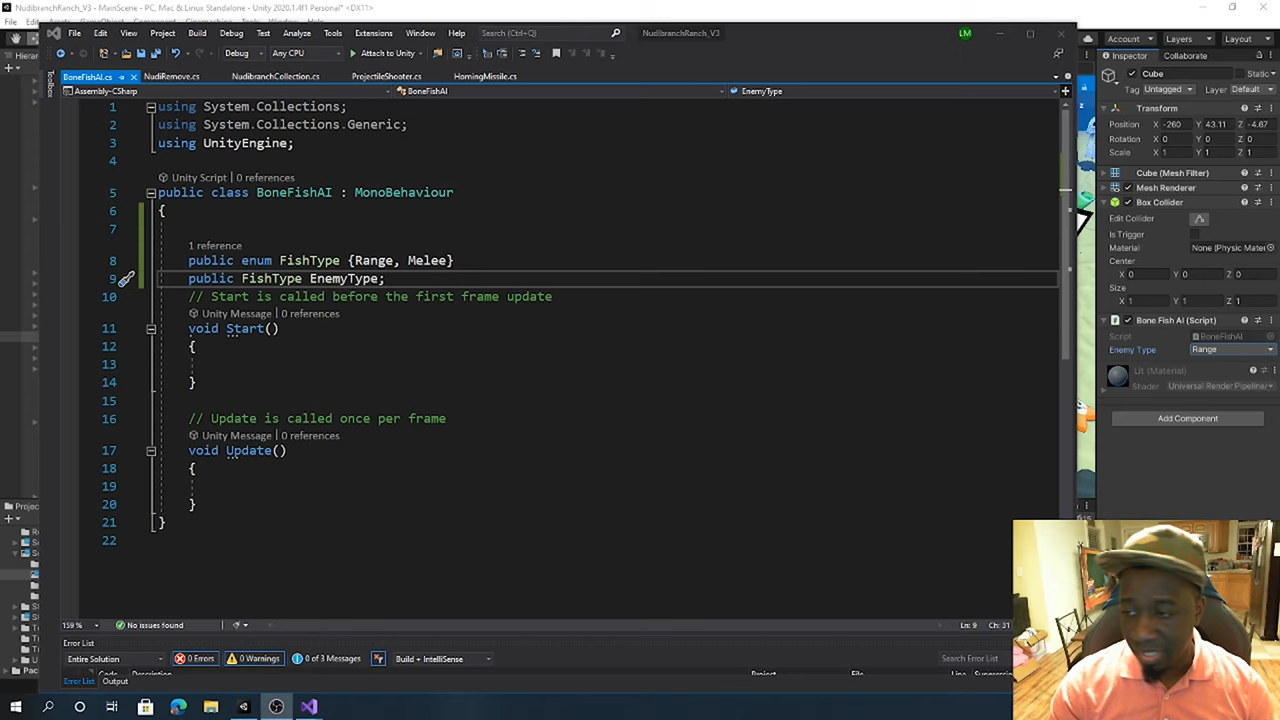 NudibranchRanch_V3 - MainScene - PC, Mac & Linux Standalone - Unity 2020.1.4f1 Personal* <DX11>
File Edit View Project Build Debug Test Analyze Tools Extensions Window Help Search (Ctrl+Q) NudibranchRanch_V3 LM
Debug Any CPU Attach to Unity
BoneFishAI.cs NudiRemove.cs NudibranchCollection.cs ProjectileShooter.cs HomingMissile.cs
Assembly-CSharp BoneFishAI EnemyType
Toolbox
1 using System.Collections;
2 using System.Collections.Generic;
3 using UnityEngine;
4
Unity Script | 0 references
5 public class BoneFishAI : MonoBehaviour
6 {
7
1 reference
8 public enum FishType {Range, Melee}
9 public FishType EnemyType;
10 // Start is called before the first frame update
Unity Message | 0 references
11 void Start()
12 {
13
14 }
15
16 // Update is called once per frame
Unity Message | 0 references
17 void Update()
18 {
19
20 }
21 }
22
159 % No issues found Ln: 9 Ch: 31
Error List
Entire Solution 0 Errors 0 Warnings 0 of 3 Messages Build + IntelliSense Search Error List
Code Description Project File Line
Error List Output
Hierar
Projec
Pac
Account Layers Layout
Inspector Collaborate
Cube Static
Tag Untagged Layer Default
Transform
Position X -260 Y 43.11 Z -4.67
Rotation X 0 Y 0 Z 0
Scale X 1 Y 1 Z 1
Cube (Mesh Filter)
Mesh Renderer
Box Collider
Edit Collider
Is Trigger
Material None (Physic Mater
Center
X 0 Y 0 Z 0
Size
X 1 Y 1 Z 1
Bone Fish AI (Script)
Script BoneFishAI
Enemy Type Range
Lit (Material)
Shader Universal Render Pipeline/
Add Component